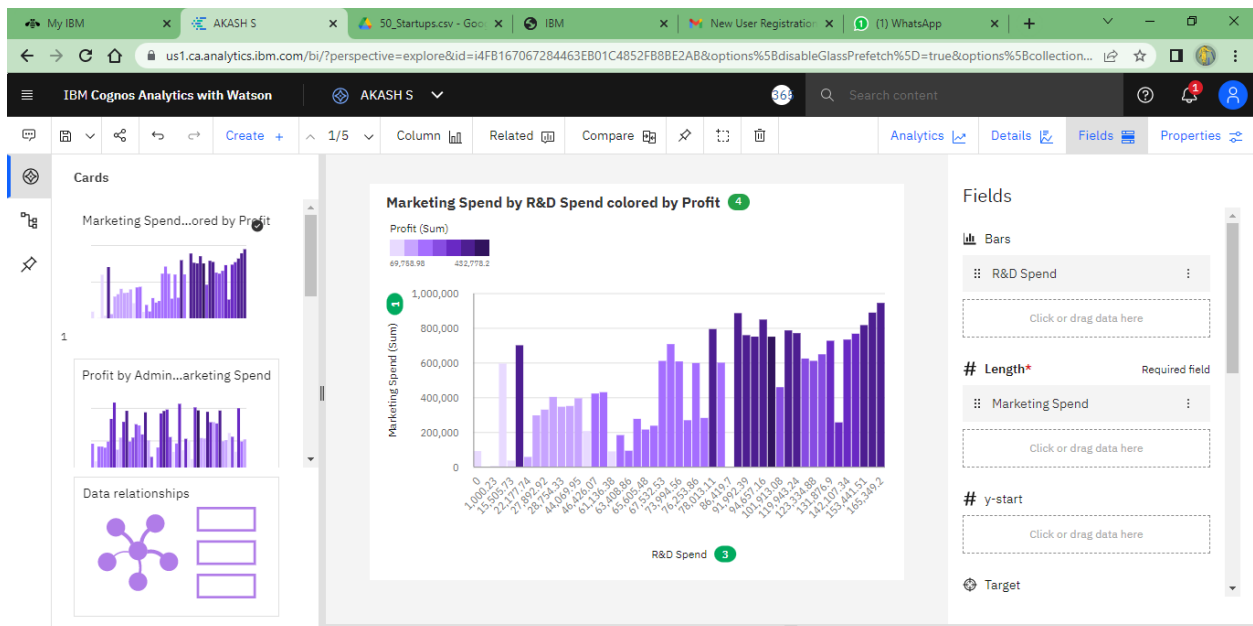 My IBM
AKASH S
50_Startups.csv - Goo
IBM
New User Registration
(1) WhatsApp
us1.ca.analytics.ibm.com/bi/?perspective=explore&id=i4FB167067284463EB01C4852FB8BE2AB&options%5BdisableGlassPrefetch%5D=true&options%5Bcollection...
IBM Cognos Analytics with Watson
AKASH S
365
Search content
1
Create +
1/5
Column
Related
Compare
Analytics
Details
Fields
Properties
Cards
Marketing Spend...ored by Profit
1
Profit by Admin...arketing Spend
Data relationships
Marketing Spend by R&D Spend colored by Profit 4
Profit (Sum)
69,758.98 432,778.2
1
Marketing Spend (Sum)
1,000,000
800,000
600,000
400,000
200,000
0
0
1,000.23
15,505.73
22,177.74
27,892.92
28,754.33
44,069.95
46,426.07
61,136.38
63,408.86
65,605.48
67,532.53
73,994.56
76,253.86
78,013.11
86,419.7
91,992.39
94,657.16
101,913.08
119,943.24
123,334.88
131,876.9
142,107.34
153,441.51
165,349.2
R&D Spend 3
Fields
Bars
R&D Spend
Click or drag data here
# Length* Required field
Marketing Spend
Click or drag data here
# y-start
Click or drag data here
Target